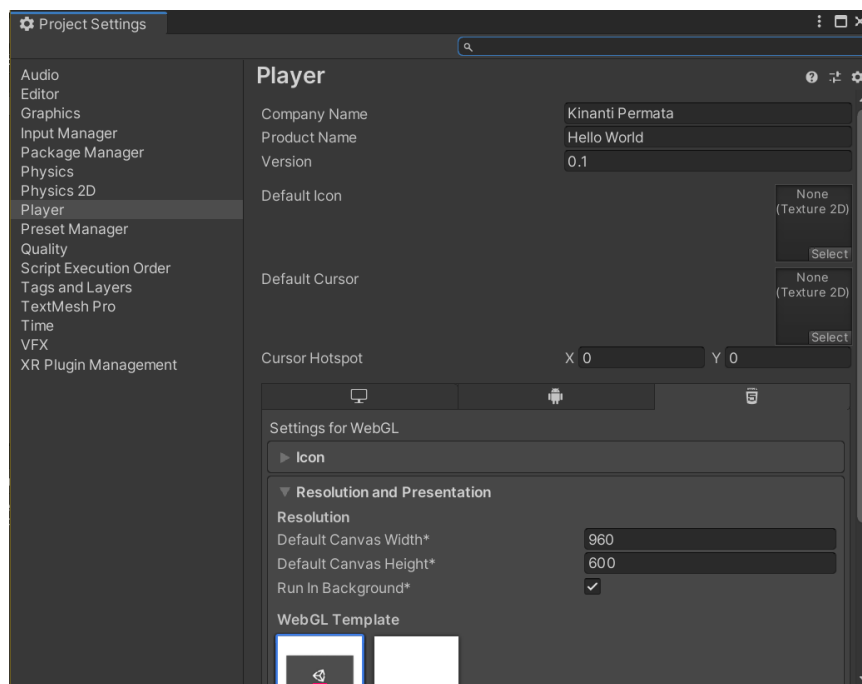 Project Settings
Audio
Editor
Graphics
Input Manager
Package Manager
Physics
Physics 2D
Player
Preset Manager
Quality
Script Execution Order
Tags and Layers
TextMesh Pro
Time
VFX
XR Plugin Management
Player
Company Name Kinanti Permata
Product Name Hello World
Version 0.1
Default Icon
None
(Texture 2D)
Select
Default Cursor
None
(Texture 2D)
Select
Cursor Hotspot X 0 Y 0
Settings for WebGL
Icon
Resolution and Presentation
Resolution
Default Canvas Width* 960
Default Canvas Height* 600
Run In Background*
WebGL Template